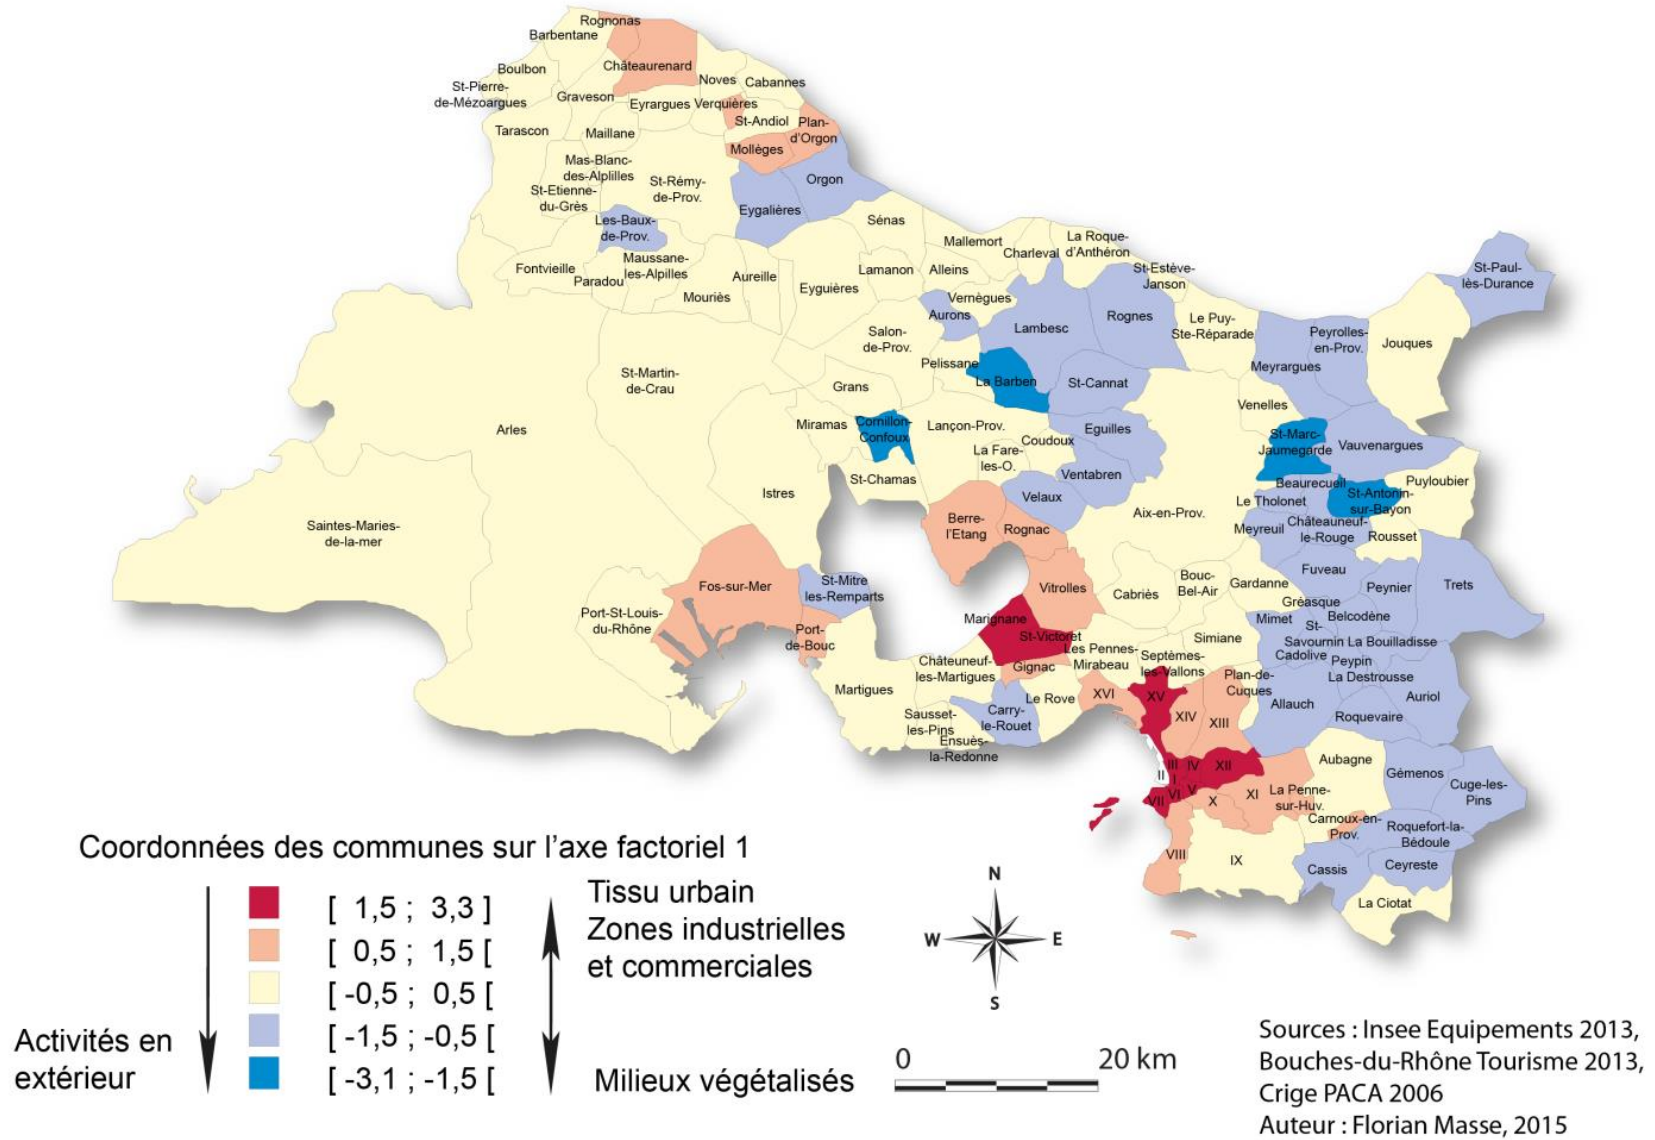 Rognonas
Barbentane
Châteaurenard
Boulbon
Noves
Cabannes
St-Pierre-
de-Mézoargues
Graveson
Eyrargues
Verquières
St-Andiol
Plan-
d'Orgon
Tarascon
Maillane
Mollèges
Mas-Blanc-
des-Alplilles
St-Etienne-
du-Grès
St-Rémy-
de-Prov.
Orgon
Eygalières
Les-Baux-
de-Prov.
Sénas
Mallemort
Charleval
La Roque-
d'Anthéron
Fontvieille
Paradou
Maussane-
les-Alpilles
Mouriès
Aureille
Eyguières
Lamanon
Alleins
Vernègues
St-Estève-
Janson
St-Paul-
lès-Durance
Aurons
Lambesc
Rognes
Le Puy-
Ste-Réparade
Peyrolles-
en-Prov.
Jouques
Meyrargues
Salon-
de-Prov.
Pelissane
La Barben
St-Cannat
St-Martin-
de-Crau
Grans
Venelles
Arles
Miramas
Cornillon-
Confoux
Lançon-Prov.
Coudoux
Eguilles
St-Marc-
Jaumegarde
Vauvenargues
La Fare-
les-O.
Ventabren
St-Chamas
Istres
Velaux
Beaurecueil
St-Antonin-
sur-Bayon
Puyloubier
Le Tholonet
Saintes-Maries-
de-la-mer
Berre-
l'Etang
Rognac
Aix-en-Prov.
Meyreuil
Châteauneuf-
le-Rouge
Rousset
Fos-sur-Mer
St-Mitre
les-Remparts
Vitrolles
Cabriès
Bouc-
Bel-Air
Gardanne
Fuveau
Peynier
Trets
Gréasque
Belcodène
Port-St-Louis-
du-Rhône
Port-
de-Bouc
Marignane
St-Victoret
Mimet
St-
Savournin
La Bouilladisse
Cadolive
Simiane
Les Pennes-
Mirabeau
Septèmes-
les-Vallons
Peypin
La Destrousse
Châteuneuf-
les-Martigues
Gignac
Plan-de-
Cuques
Martigues
Le Rove
XVI
XV
XIV
XIII
Allauch
Auriol
Roquevaire
Carry-
le-Rouet
Sausset-
les-Pins
Ensuès-
la-Redonne
III
IV
XII
II
I
V
VI
VII
X
XI
La Penne-
sur-Huv.
Aubagne
Gémenos
Cuge-les-
Pins
Carnoux-en-
Prov.
Roquefort-la-
Bédoule
VIII
IX
Cassis
Ceyreste
La Ciotat
Coordonnées des communes sur l'axe factoriel 1
[ 1,5 ; 3,3 ]
[ 0,5 ; 1,5 [
[ -0,5 ; 0,5 [
[ -1,5 ; -0,5 [
[ -3,1 ; -1,5 [
Activités en
extérieur
Tissu urbain
Zones industrielles
et commerciales
Milieux végétalisés
N
W
E
S
0
20 km
Sources : Insee Equipements 2013,
Bouches-du-Rhône Tourisme 2013,
Crige PACA 2006
Auteur : Florian Masse, 2015